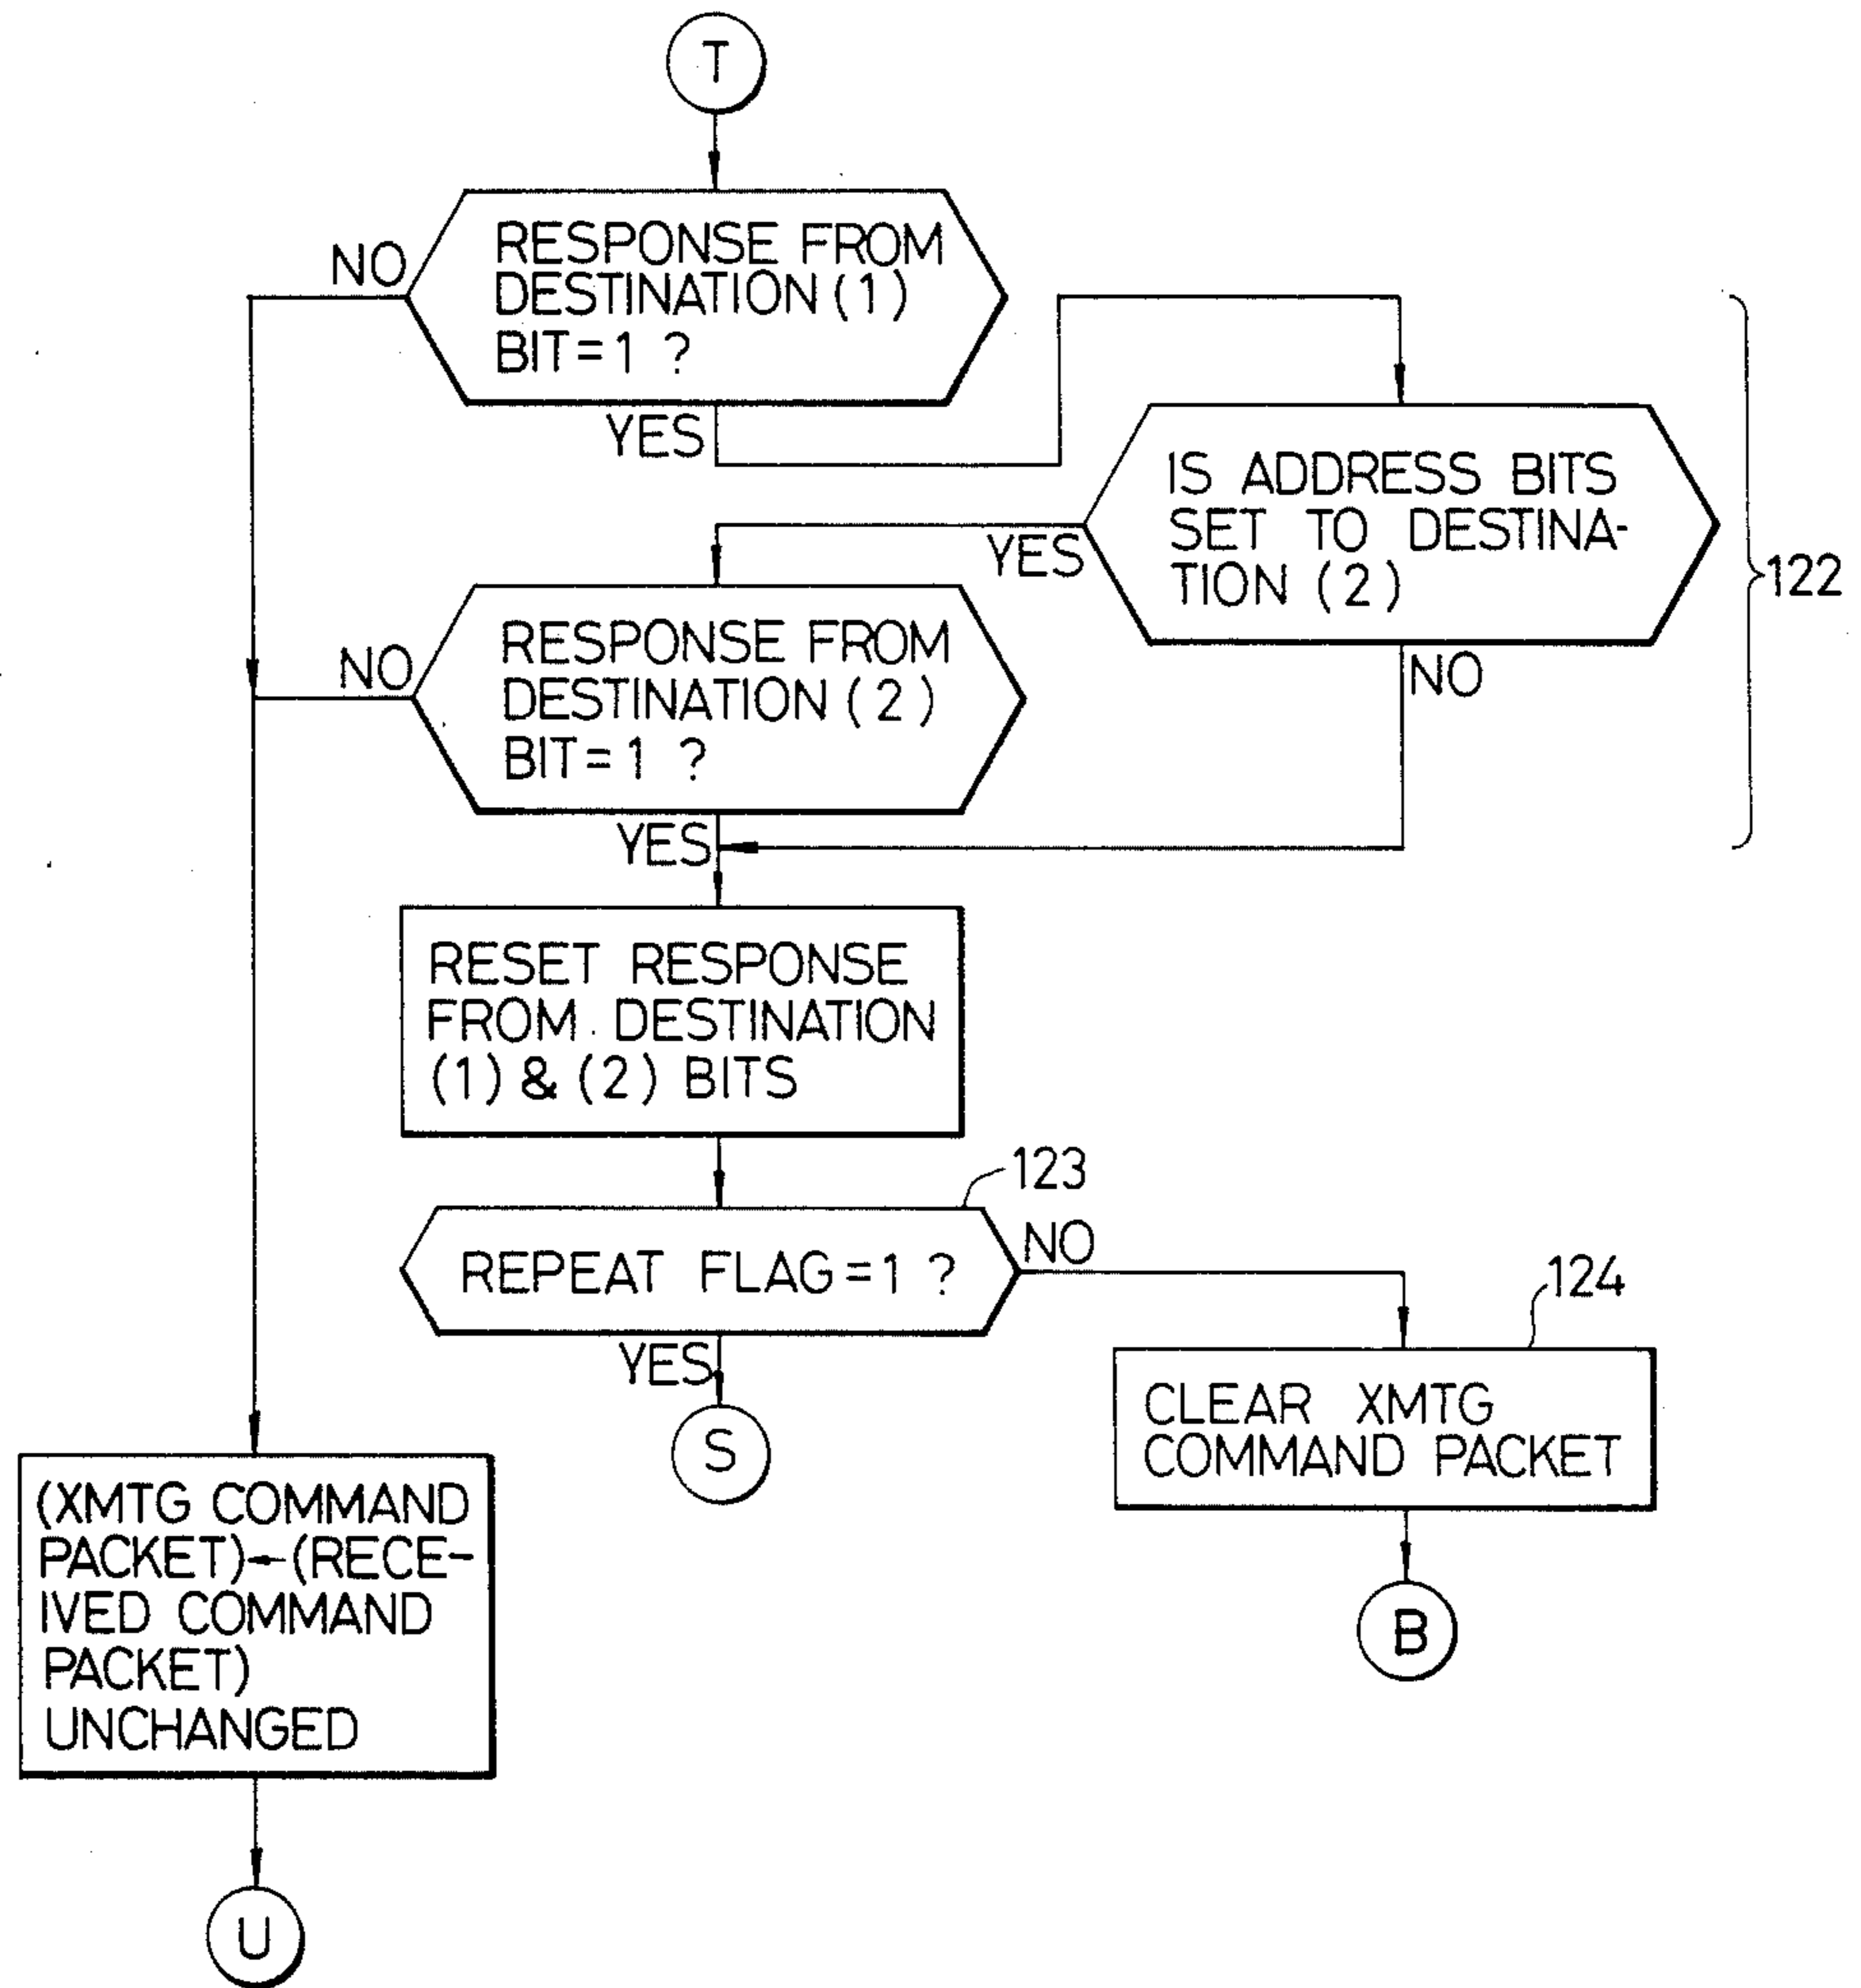 T
RESPONSE FROM
DESTINATION (1)
BIT=1 ?
NO
YES
IS ADDRESS BITS
SET TO DESTINA-
TION (2)
YES
NO
122
RESPONSE FROM
DESTINATION (2)
BIT=1 ?
NO
YES
RESET RESPONSE
FROM DESTINATION
(1) & (2) BITS
123
REPEAT FLAG=1 ?
NO
YES
S
124
CLEAR XMTG
COMMAND PACKET
B
(XMTG COMMAND
PACKET)←(RECE-
IVED COMMAND
PACKET)
UNCHANGED
U